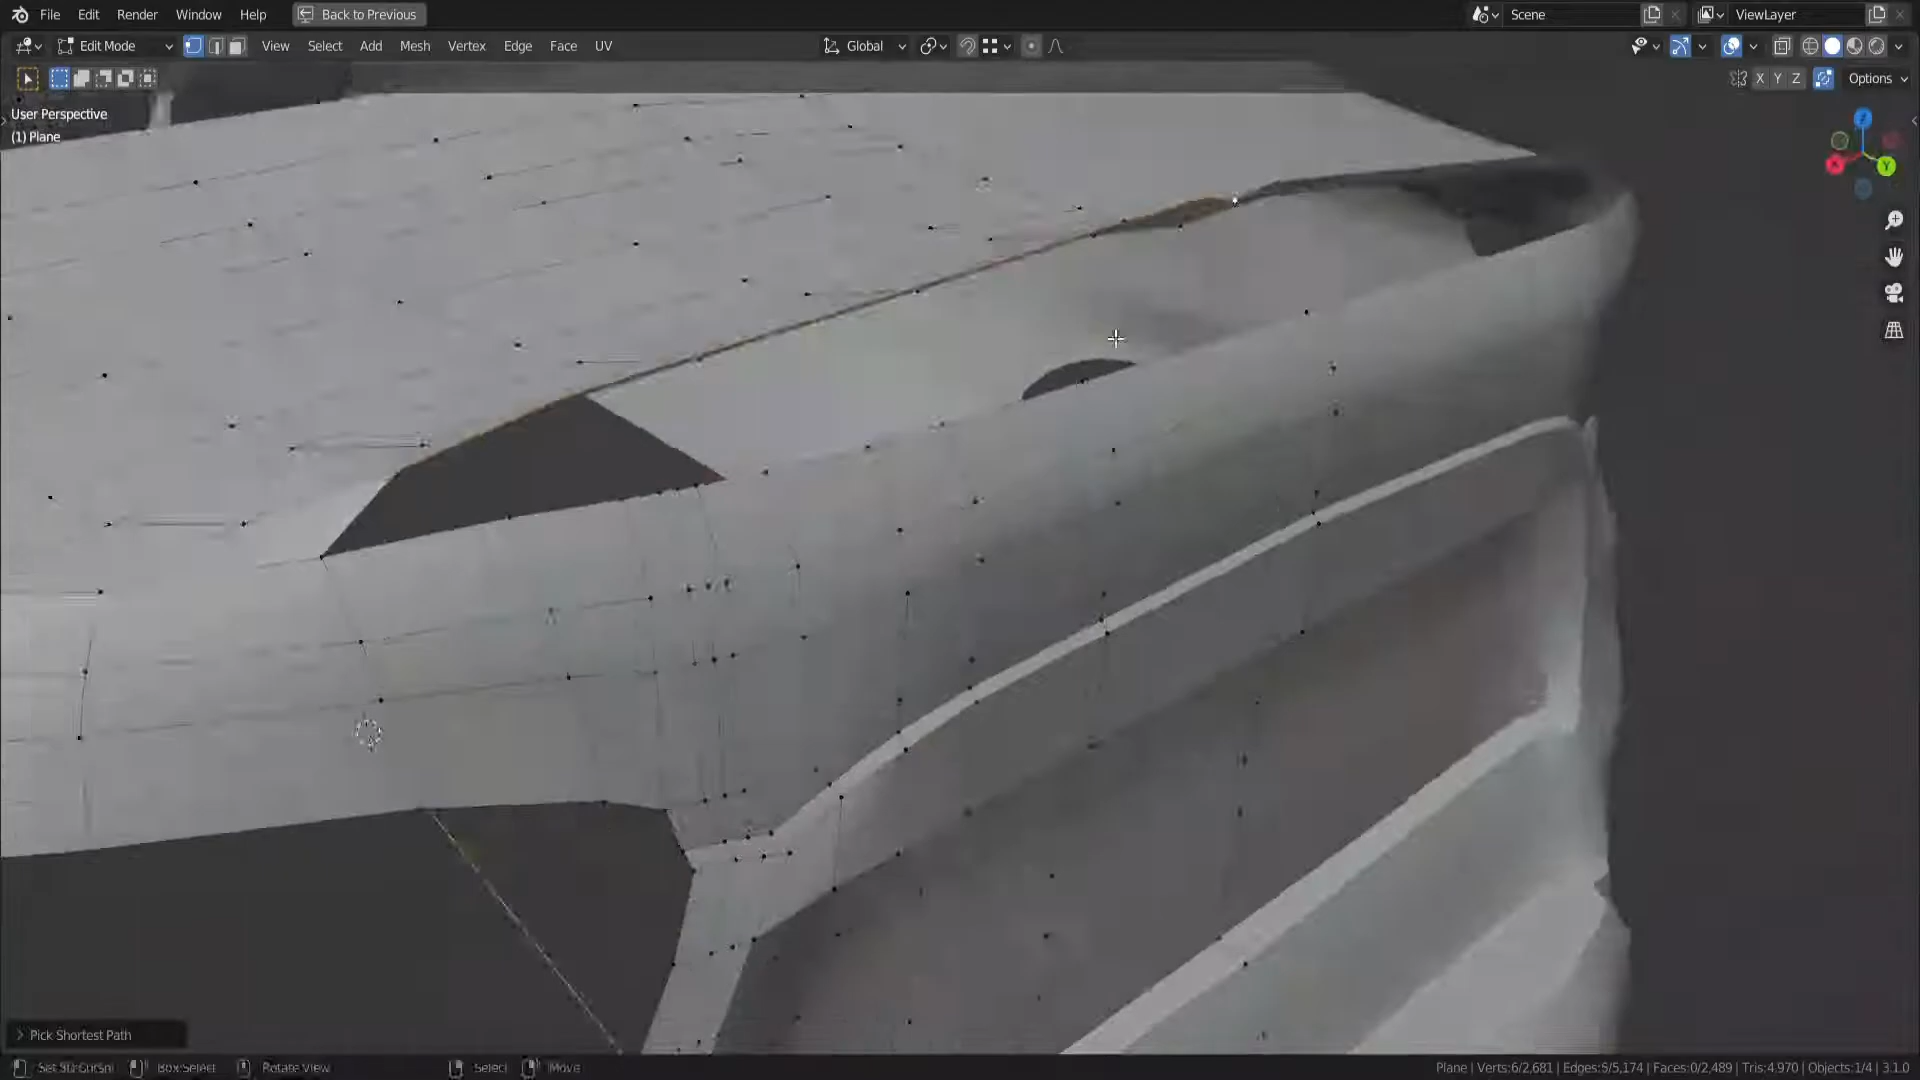 File Edit Render Window Help Back to Previous Scene ViewLayer
Edit Mode View Select Add Mesh Vertex Edge Face UV Global
X Y Z Options
User Perspective
(1) Plane
Z
X Y
Pick Shortest Path
Box Select Rotate View Select Move Plane | Verts:6/2,681 | Edges:5/5,174 | Faces:0/2,489 | Tris:4,970 | Objects:1/4 | 3.1.0